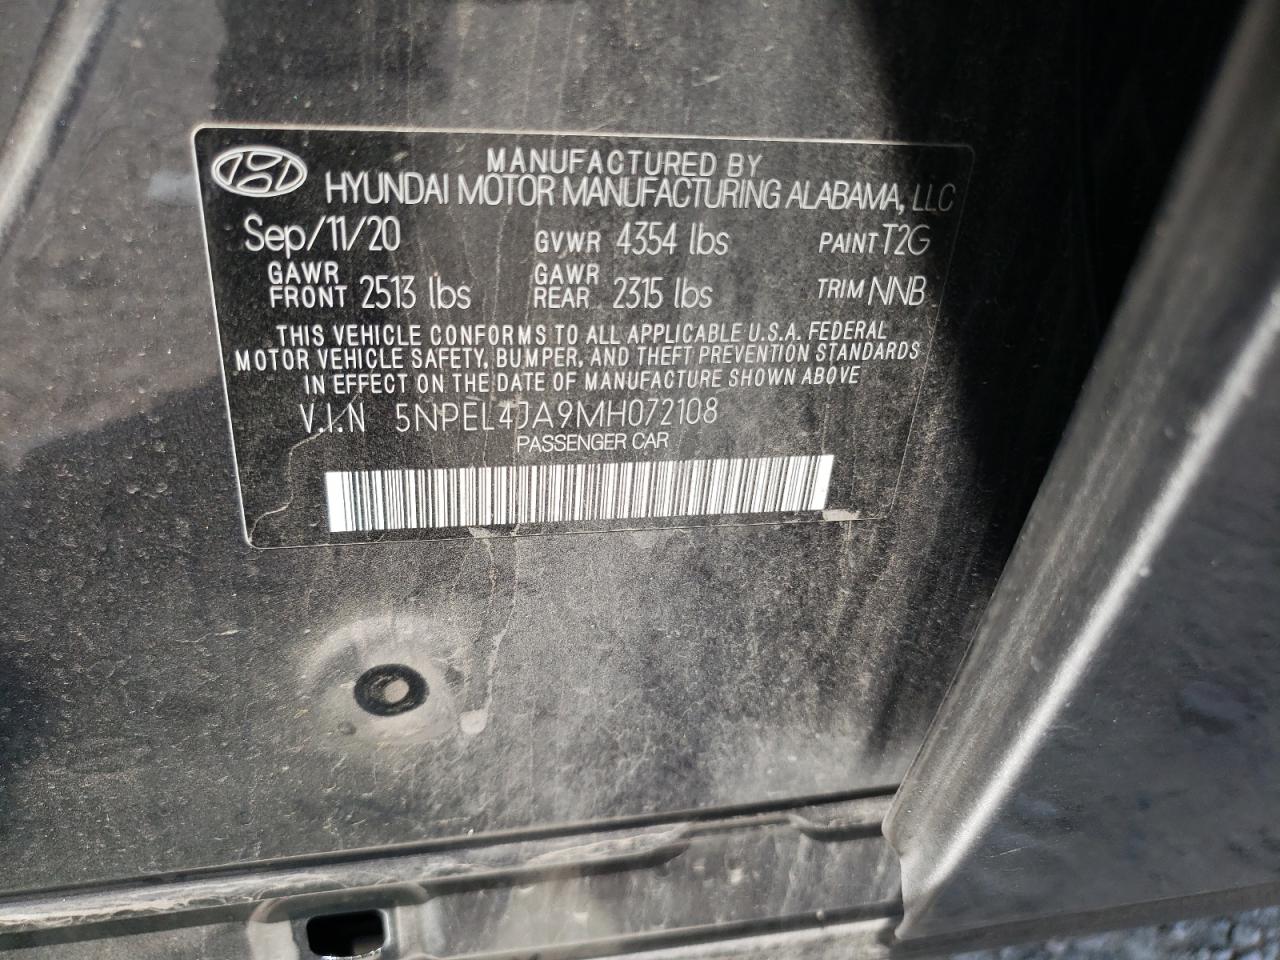 MANUFACTURED BY
HYUNDAI MOTOR MANUFACTURING ALABAMA, LLC
Sep/11/20 GVWR 4354 lbs PAINT T2G
GAWR FRONT 2513 lbs GAWR REAR 2315 lbs TRIM NNB
THIS VEHICLE CONFORMS TO ALL APPLICABLE U.S.A. FEDERAL
MOTOR VEHICLE SAFETY, BUMPER, AND THEFT PREVENTION STANDARDS
IN EFFECT ON THE DATE OF MANUFACTURE SHOWN ABOVE
V.I.N 5NPEL4JA9MH072108
PASSENGER CAR